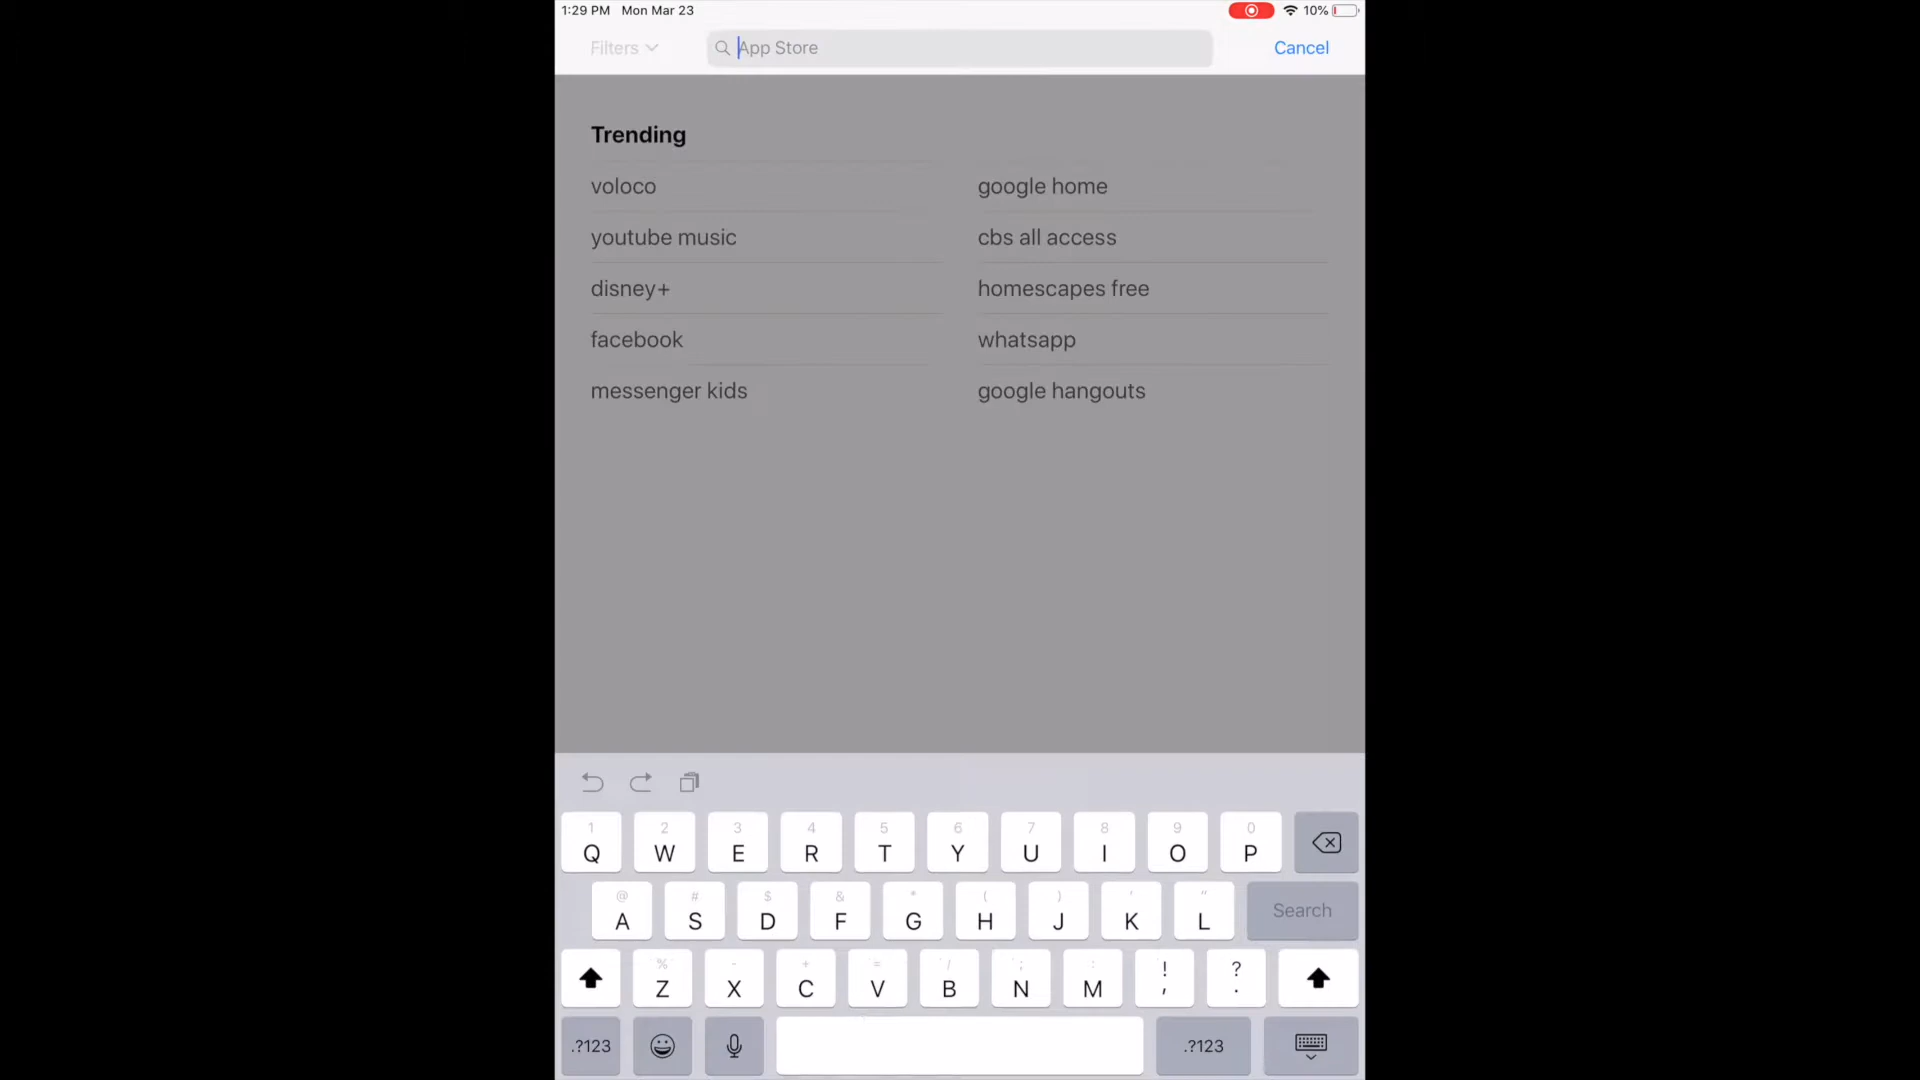 1:29 PM Mon Mar 23 10%
Filters App Store Cancel
Trending
voloco google home
youtube music cbs all access
disney+ homescapes free
facebook whatsapp
messenger kids google hangouts
1 2 3 4 5 6 7 8 9 0
Q W E R T Y U I O P
@ # $ & * ( ) ' "
A S D F G H J K L Search
% - + = / ; : ! ?
Z X C V B N M , .
.?123 .?123